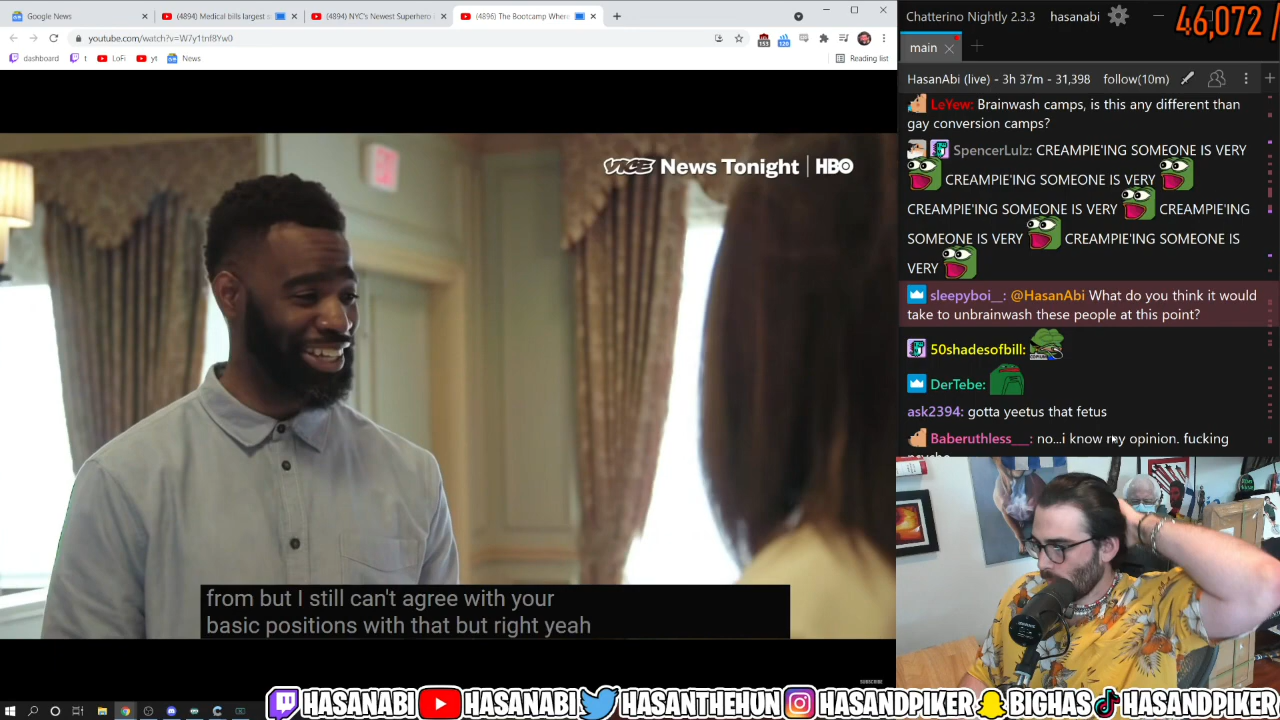 Google News
(4894) Medical bills largest s
(4894) NYC's Newest Superhero
(4896) The Bootcamp Where
youtube.com/watch?v=W7y1tnf8Yw0
153
126
dashboard
t
LoFi
yt
News
Reading list
VICE News Tonight | HBO
from but I still can't agree with your
basic positions with that but right yeah
SUBSCRIBE
Chatterino Nightly 2.3.3
hasanabi
46,072 /
main
HasanAbi (live) - 3h 37m - 31,398
follow(10m)
LeYew: Brainwash camps, is this any different than
gay conversion camps?
SpencerLulz: CREAMPIE'ING SOMEONE IS VERY
CREAMPIE'ING SOMEONE IS VERY
CREAMPIE'ING SOMEONE IS VERY CREAMPIE'ING
SOMEONE IS VERY CREAMPIE'ING SOMEONE IS
VERY
sleepyboi__: @HasanAbi What do you think it would
take to unbrainwash these people at this point?
50shadesofbill:
DerTebe:
ask2394: gotta yeetus that fetus
Baberuthless___: no...i know my opinion. fucking
psycho
HASANABI
HASANABI
HASANTHEHUN
HASANDPIKER
BIGHAS
HASANDPIKER